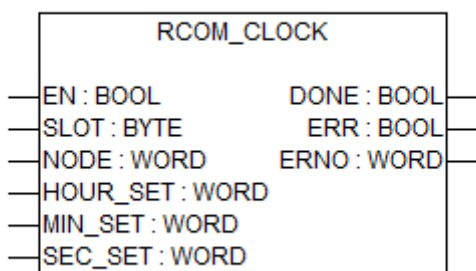 RCOM_CLOCK
EN : BOOL DONE : BOOL
SLOT : BYTE ERR : BOOL
NODE : WORD ERNO : WORD
HOUR_SET : WORD
MIN_SET : WORD
SEC_SET : WORD